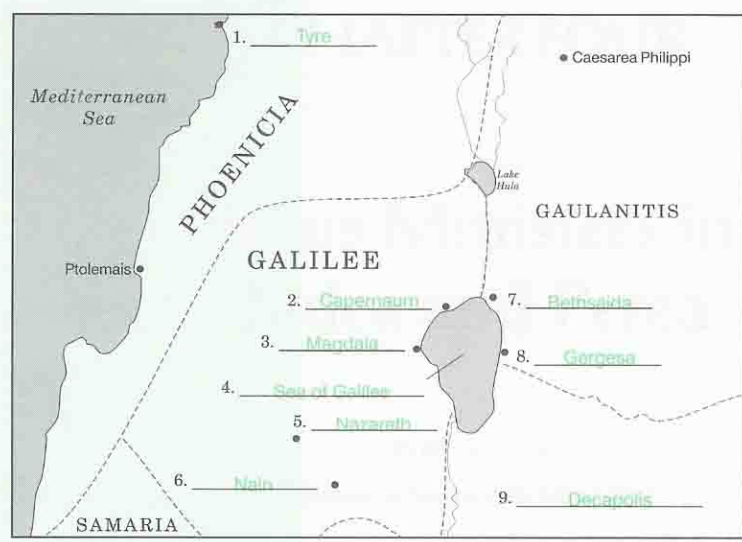 1. Tyre
Caesarea Philippi
Mediterranean
Sea
PHOENICIA
Lake
Hula
GAULANITIS
GALILEE
Ptolemais
2. Capernaum
7. Bethsaida
3. Magdala
8. Gergesa
4. Sea of Galilee
5. Nazareth
6. Nain
9. Decapolis
SAMARIA